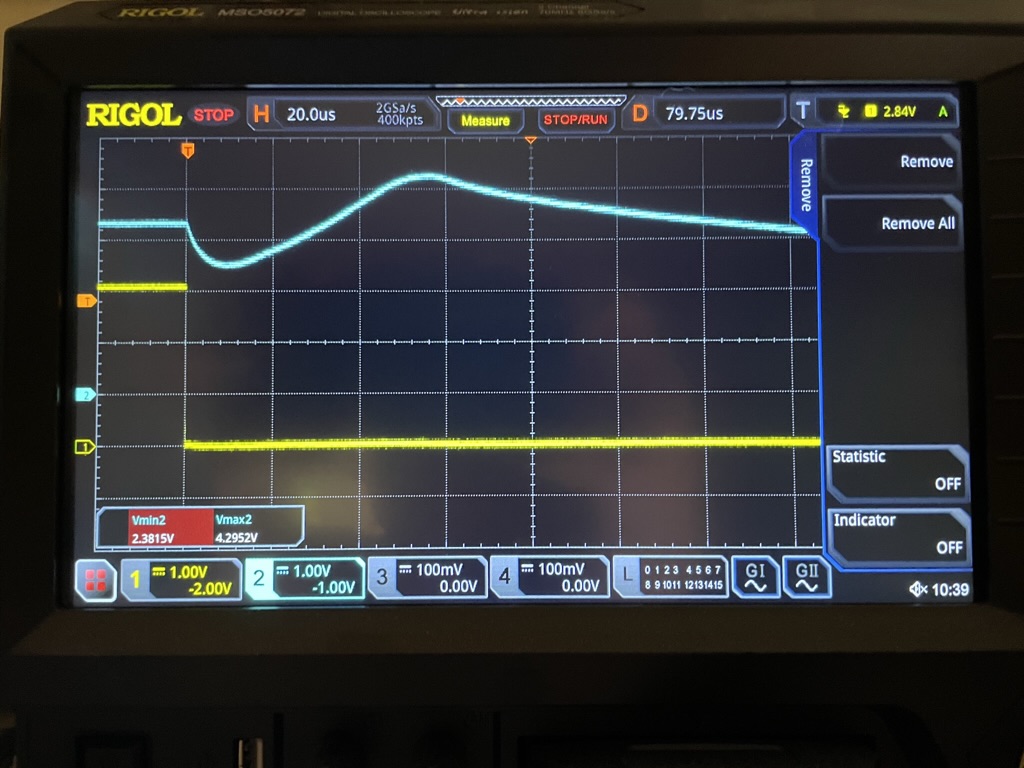 RIGOL MSO5072 DIGITAL OSCILLOSCOPE
RIGOL STOP H 20.0us 2GSa/s 400kpts Measure STOP/RUN D 79.75us T 1 2.84V A
T
Remove
Remove
Remove All
T
2
1
Statistic
OFF
Indicator
OFF
Vmin2 Vmax2
2.3815V 4.2952V
1 1.00V -2.00V
2 1.00V -1.00V
3 100mV 0.00V
4 100mV 0.00V
L 0 1 2 3 4 5 6 7
8 9 10 11 12 13 14 15
GI GII
10:39